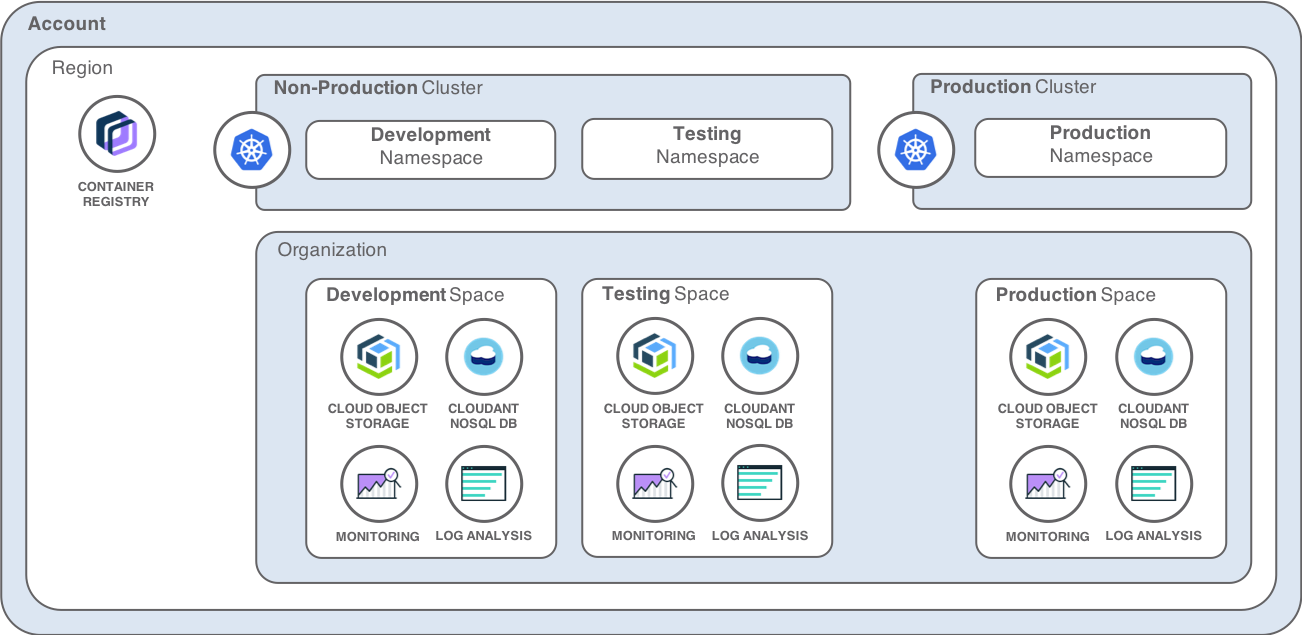 Account
Region
CONTAINER
REGISTRY
Non-Production Cluster
Development
Namespace
Testing
Namespace
Production Cluster
Production
Namespace
Organization
Development Space
CLOUD OBJECT
STORAGE
CLOUDANT
NOSQL DB
MONITORING
LOG ANALYSIS
Testing Space
CLOUD OBJECT
STORAGE
CLOUDANT
NOSQL DB
MONITORING
LOG ANALYSIS
Production Space
CLOUD OBJECT
STORAGE
CLOUDANT
NOSQL DB
MONITORING
LOG ANALYSIS